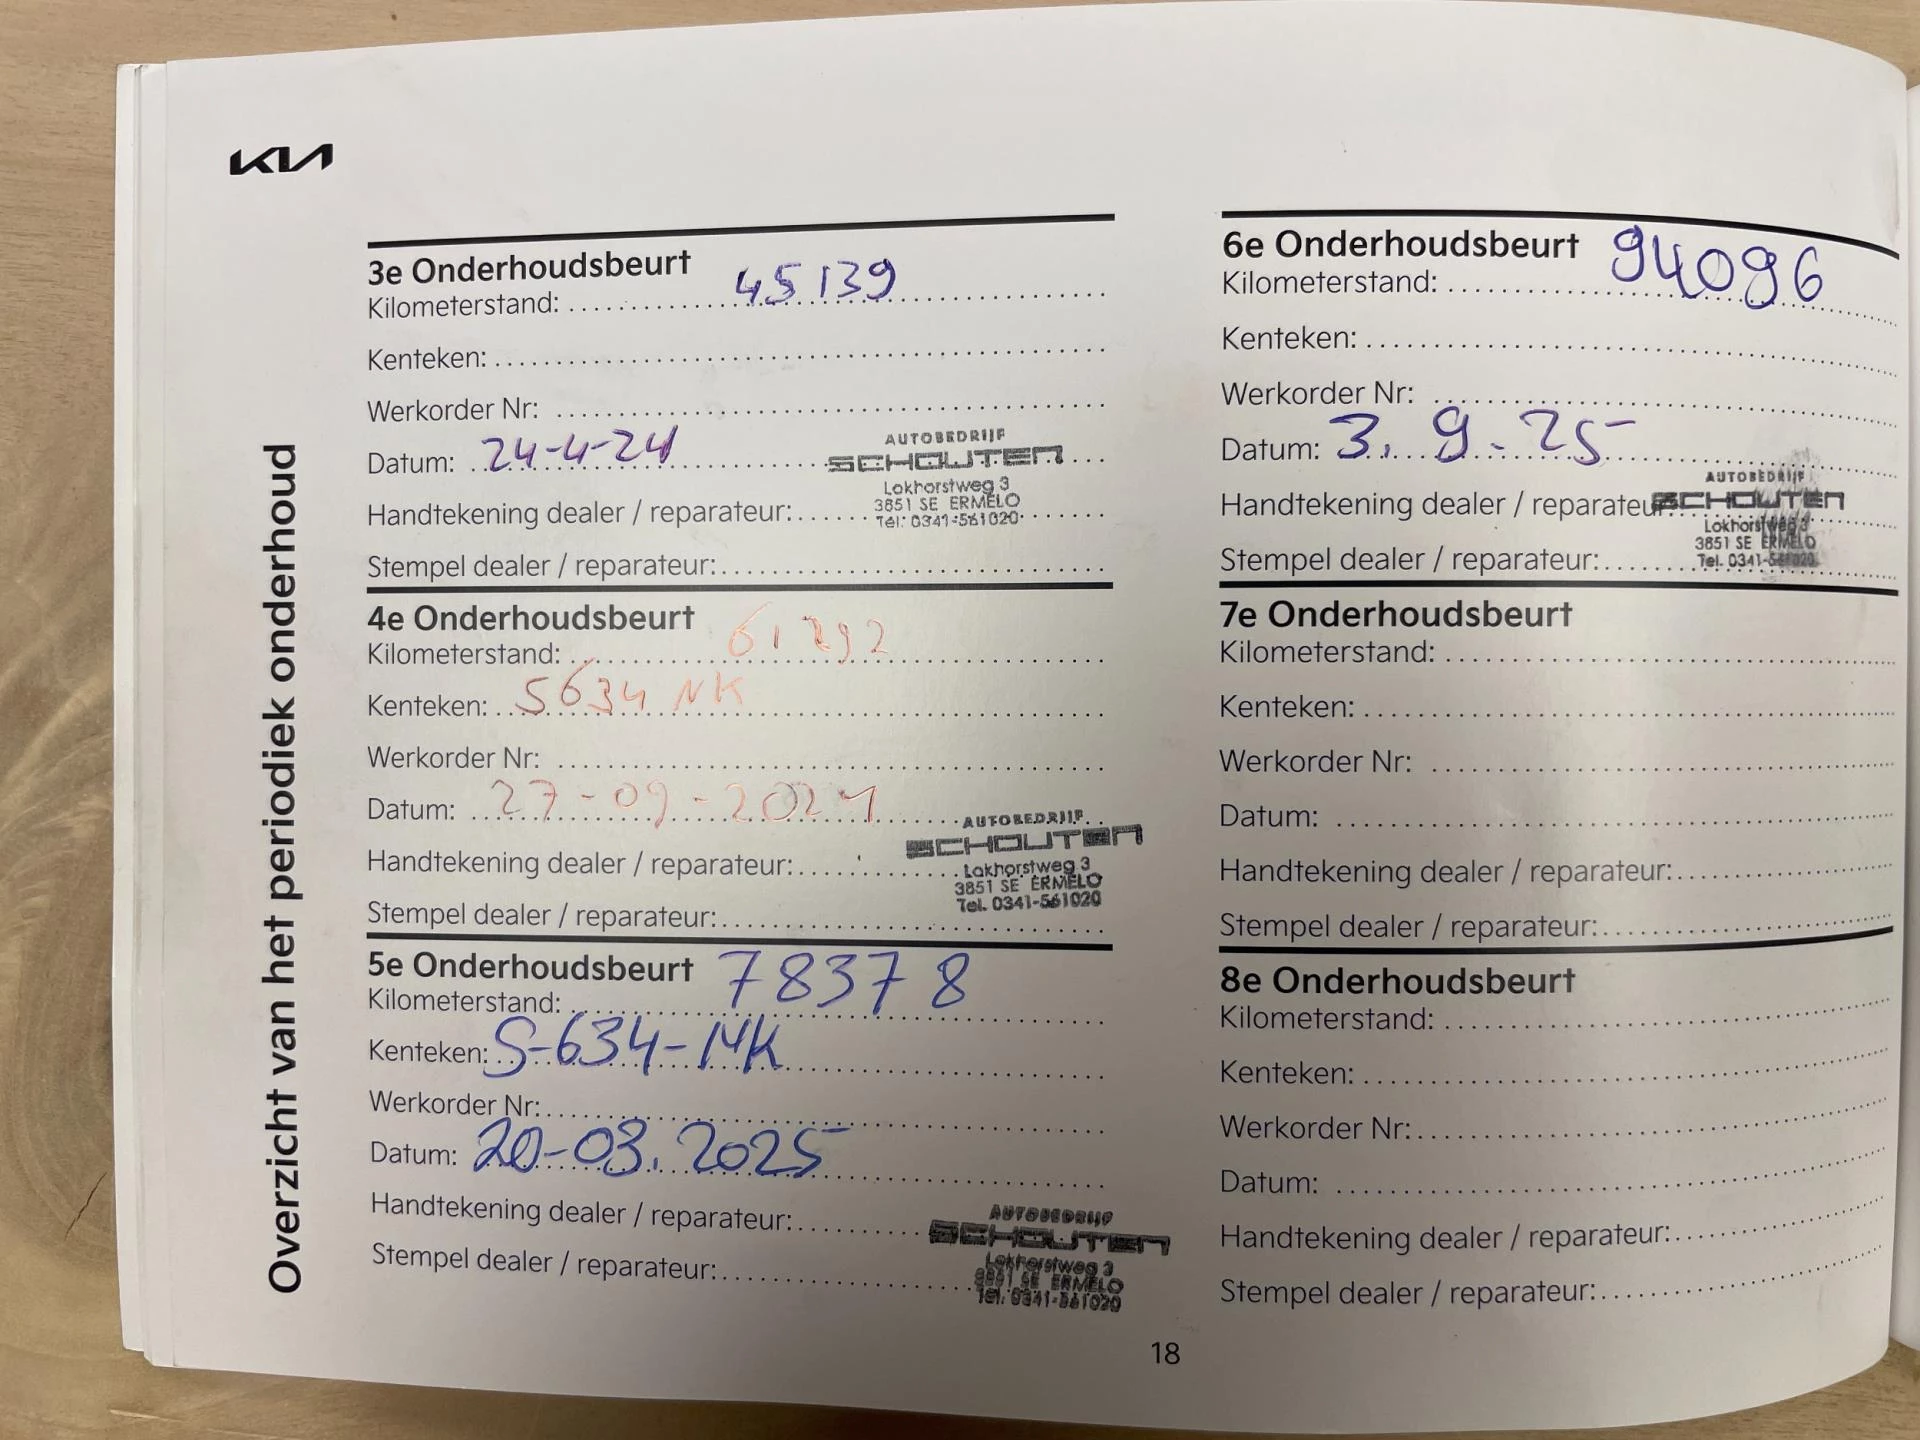 KIA
Overzicht van het periodiek onderhoud
3e Onderhoudsbeurt
Kilometerstand: 45139
Kenteken:
Werkorder Nr:
Datum: 24-4-24
Handtekening dealer / reparateur:
Stempel dealer / reparateur:
AUTOBEDRIJF
SCHOUTEN
Lokhorstweg 3
3851 SE ERMELO
Tel. 0341-561020
4e Onderhoudsbeurt
Kilometerstand: 61292
Kenteken: S634NK
Werkorder Nr:
Datum: 27-09-2024
Handtekening dealer / reparateur:
Stempel dealer / reparateur:
AUTOBEDRIJF
SCHOUTEN
Lokhorstweg 3
3851 SE ERMELO
Tel. 0341-561020
5e Onderhoudsbeurt
Kilometerstand: 78378
Kenteken: S-634-NK
Werkorder Nr:
Datum: 20-03.2025
Handtekening dealer / reparateur:
Stempel dealer / reparateur:
AUTOBEDRIJF
SCHOUTEN
Lokhorstweg 3
3851 SE ERMELO
Tel. 0341-561020
6e Onderhoudsbeurt
Kilometerstand: 94096
Kenteken:
Werkorder Nr:
Datum: 3.9.25
Handtekening dealer / reparateur:
Stempel dealer / reparateur:
AUTOBEDRIJF
SCHOUTEN
Lokhorstweg 3
3851 SE ERMELO
Tel. 0341-561020
7e Onderhoudsbeurt
Kilometerstand:
Kenteken:
Werkorder Nr:
Datum:
Handtekening dealer / reparateur:
Stempel dealer / reparateur:
8e Onderhoudsbeurt
Kilometerstand:
Kenteken:
Werkorder Nr:
Datum:
Handtekening dealer / reparateur:
Stempel dealer / reparateur:
18